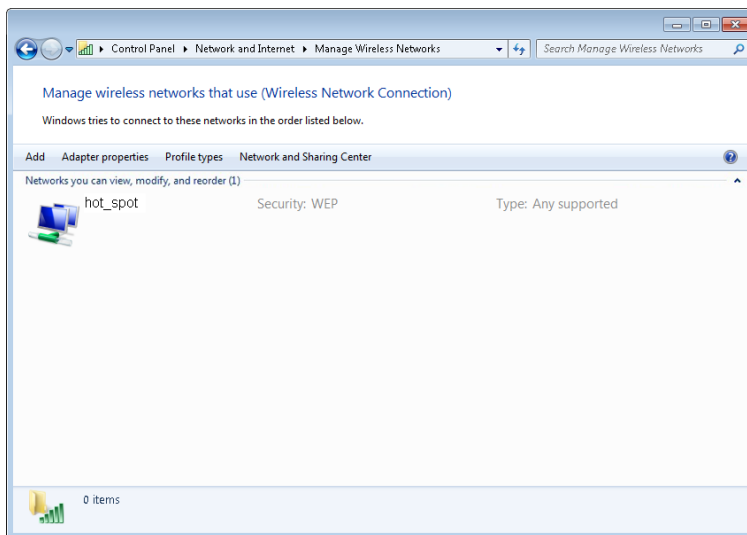 Control Panel Network and Internet Manage Wireless Networks Search Manage Wireless Networks
Manage wireless networks that use (Wireless Network Connection)
Windows tries to connect to these networks in the order listed below.
Add Adapter properties Profile types Network and Sharing Center
Networks you can view, modify, and reorder (1)
hot_spot Security: WEP Type: Any supported
0 items